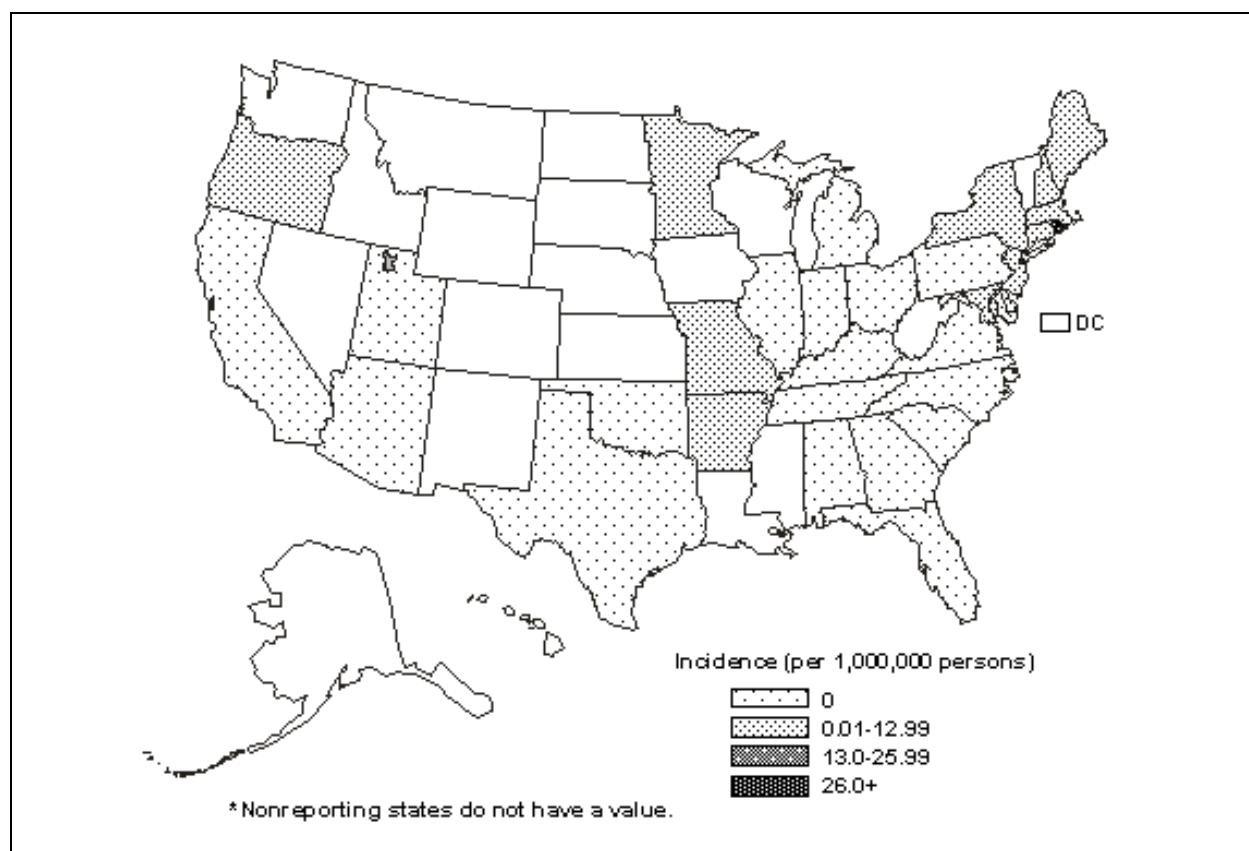 DC
Incidence (per 1,000,000 persons)
0
0.01-12.99
13.0-25.99
26.0+
*Nonreporting states do not have a value.